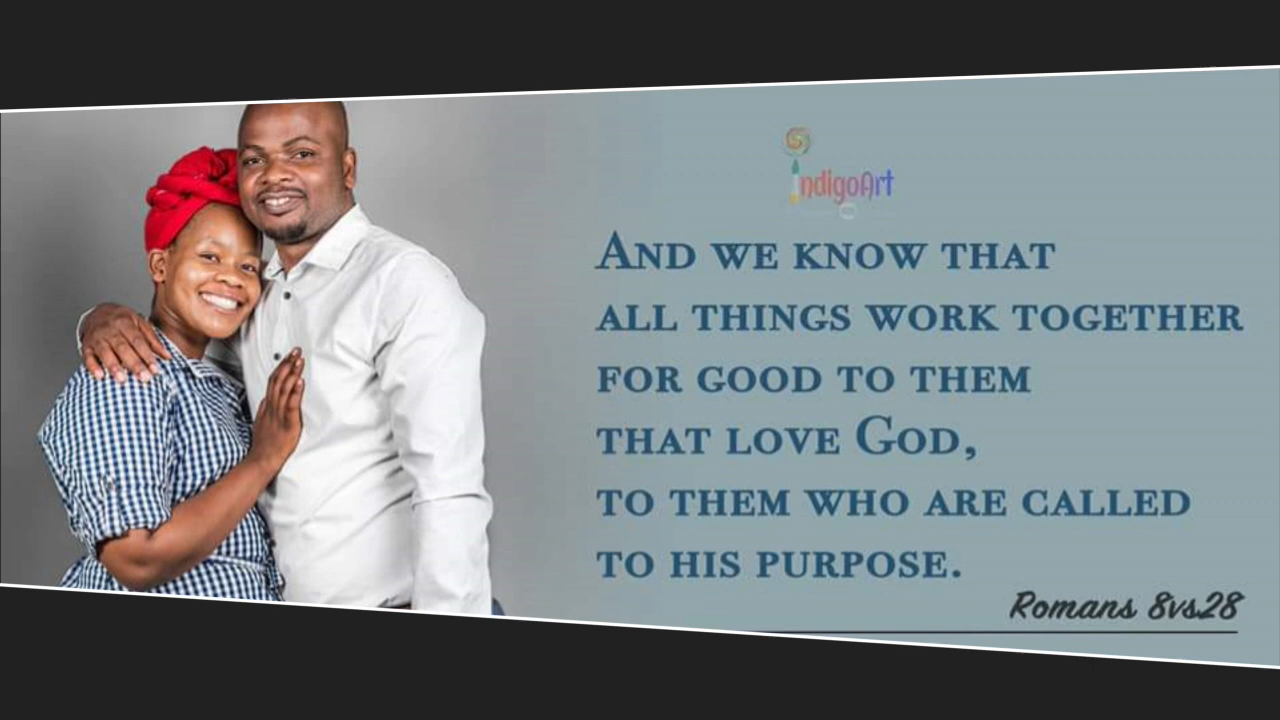 IndigoArt
And we know that
all things work together
for good to them
that love God,
to them who are called
to his purpose.
Romans 8vs28